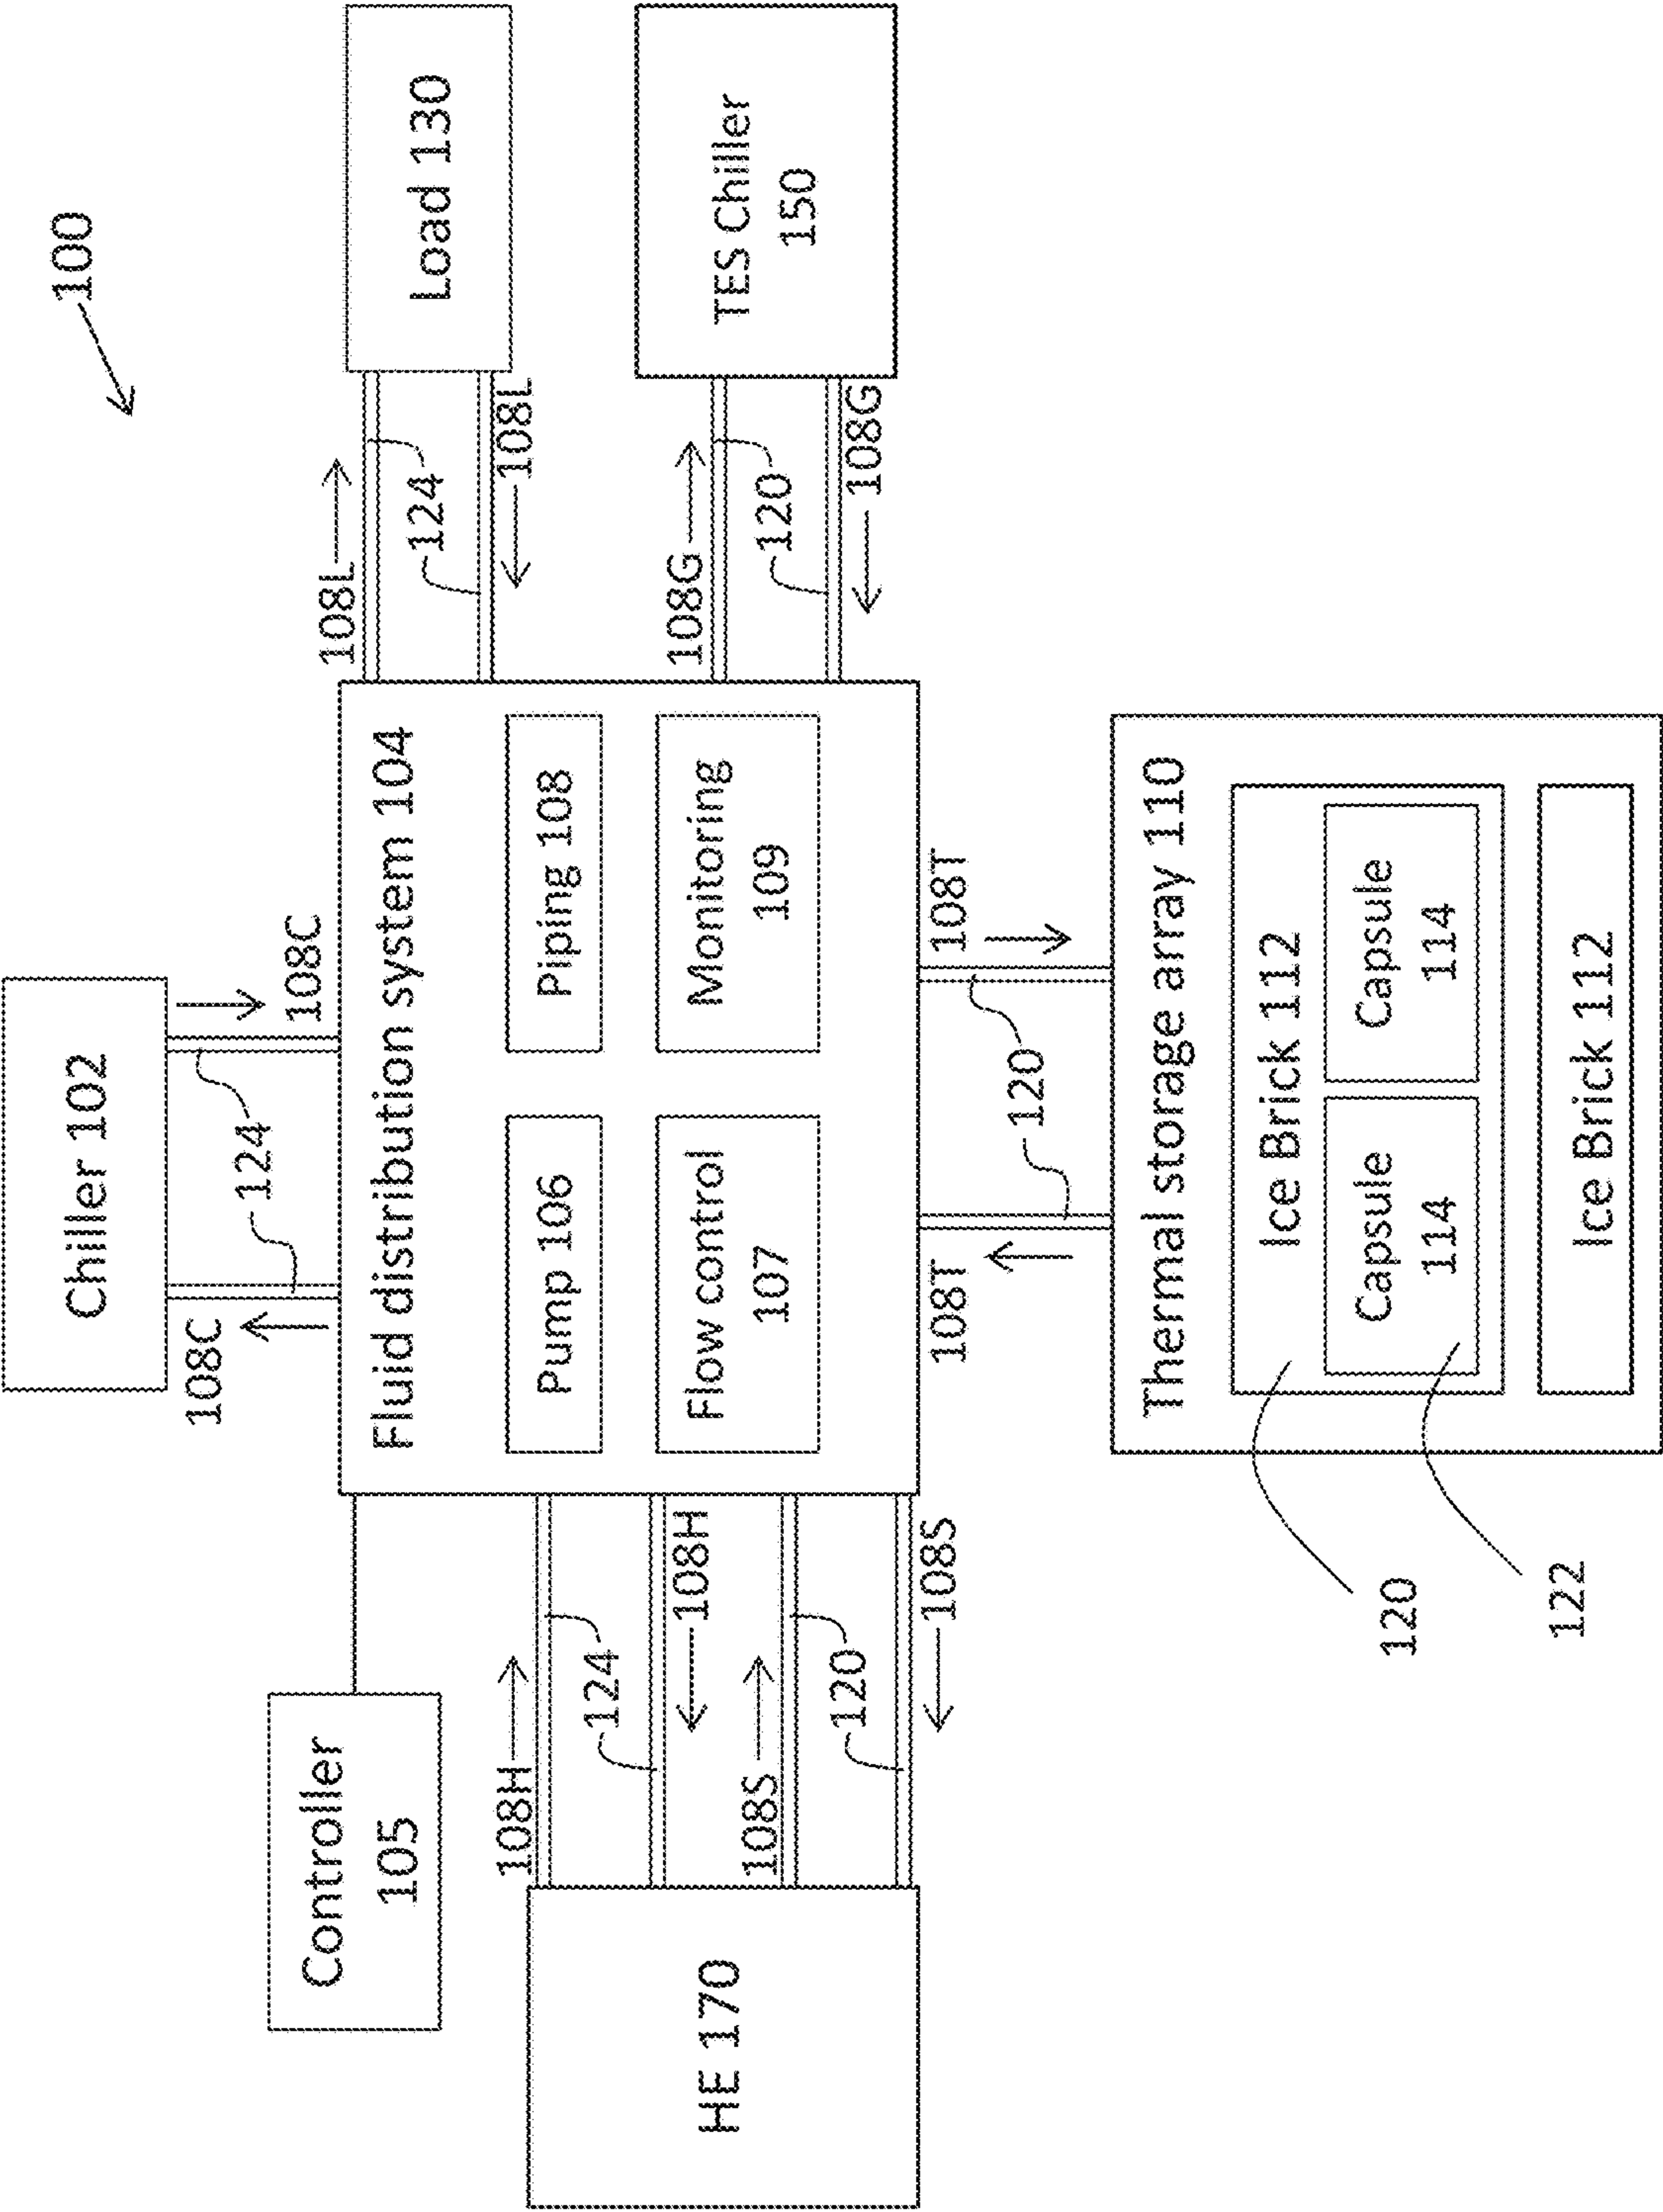 100
Chiller 102
108C
124
108C
Controller
105
Fluid distribution system 104
Pump 106
Piping 108
Flow control
107
Monitoring
109
108L
124
108L
Load 130
108G
120
108G
TES Chiller
150
HE 170
108H
124
108H
108S
120
108S
108T
120
108T
Thermal storage array 110
Ice Brick 112
Capsule
114
Capsule
114
Ice Brick 112
120
122